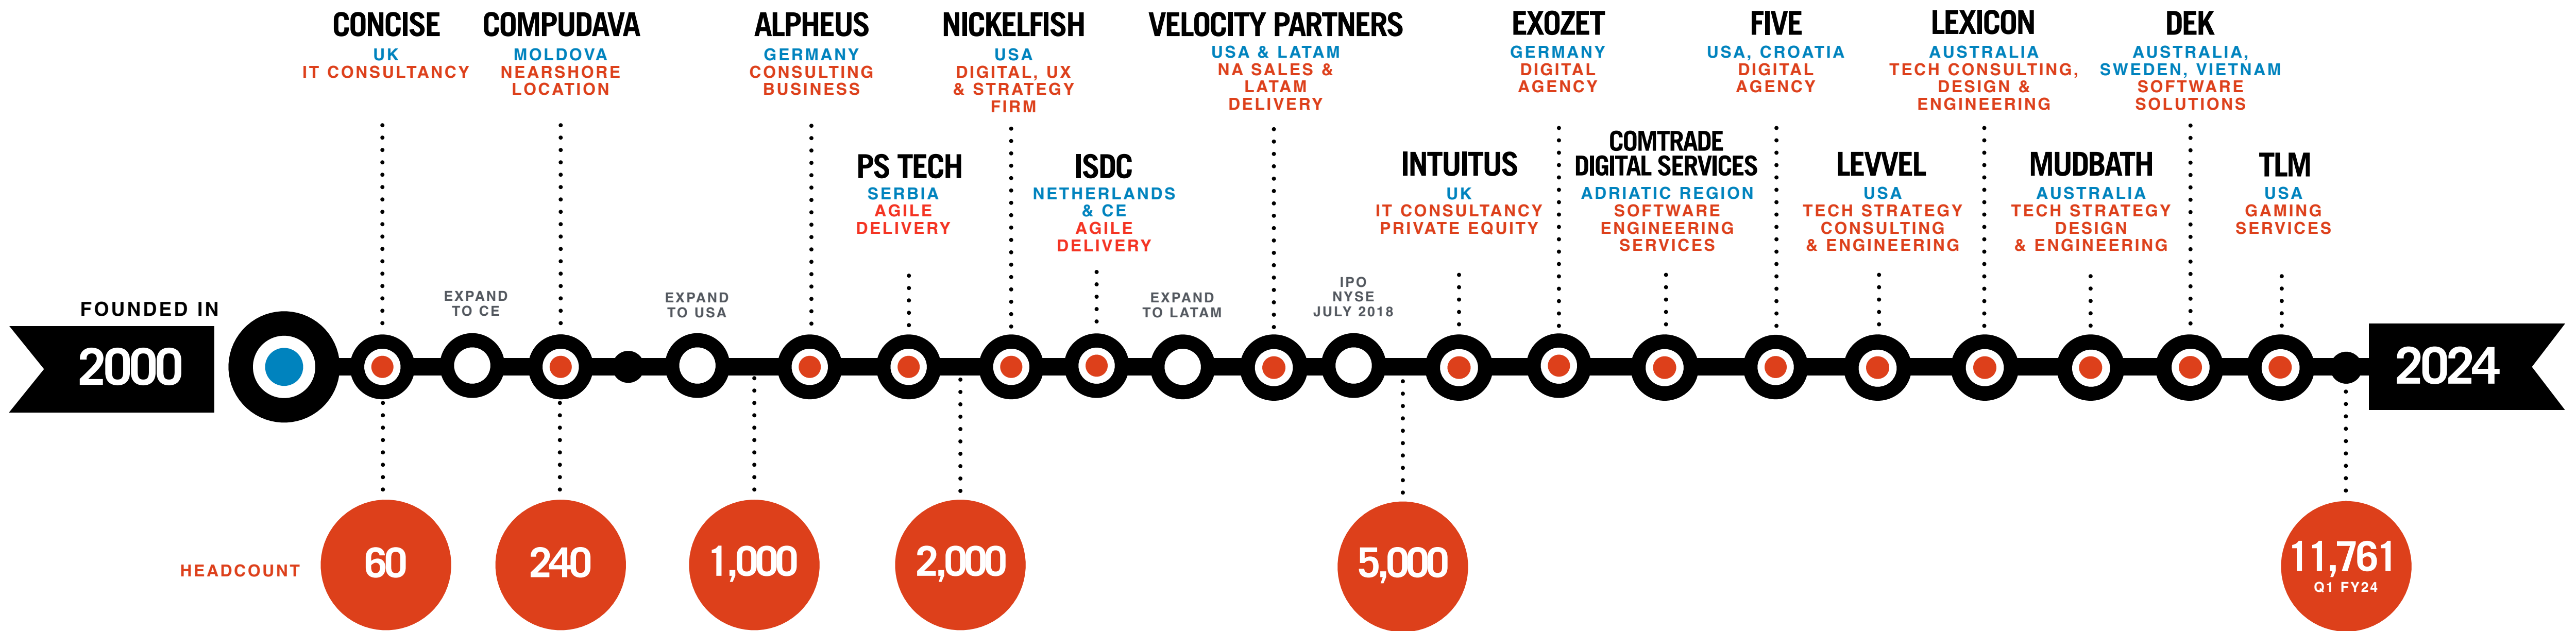 FOUNDED IN
2000
CONCISE
UK
IT CONSULTANCY
EXPAND
TO CE
COMPUDAVA
MOLDOVA
NEARSHORE
LOCATION
EXPAND
TO USA
ALPHEUS
GERMANY
CONSULTING
BUSINESS
PS TECH
SERBIA
AGILE
DELIVERY
NICKELFISH
USA
DIGITAL, UX
& STRATEGY
FIRM
ISDC
NETHERLANDS
& CE
AGILE
DELIVERY
EXPAND
TO LATAM
VELOCITY PARTNERS
USA & LATAM
NA SALES &
LATAM
DELIVERY
IPO
NYSE
JULY 2018
INTUITUS
UK
IT CONSULTANCY
PRIVATE EQUITY
EXOZET
GERMANY
DIGITAL
AGENCY
COMTRADE
DIGITAL SERVICES
ADRIATIC REGION
SOFTWARE
ENGINEERING
SERVICES
FIVE
USA, CROATIA
DIGITAL
AGENCY
LEVVEL
USA
TECH STRATEGY
CONSULTING
& ENGINEERING
LEXICON
AUSTRALIA
TECH CONSULTING,
DESIGN &
ENGINEERING
MUDBATH
AUSTRALIA
TECH STRATEGY
DESIGN
& ENGINEERING
DEK
AUSTRALIA,
SWEDEN, VIETNAM
SOFTWARE
SOLUTIONS
TLM
USA
GAMING
SERVICES
2024
HEADCOUNT
60
240
1,000
2,000
5,000
11,761
Q1 FY24